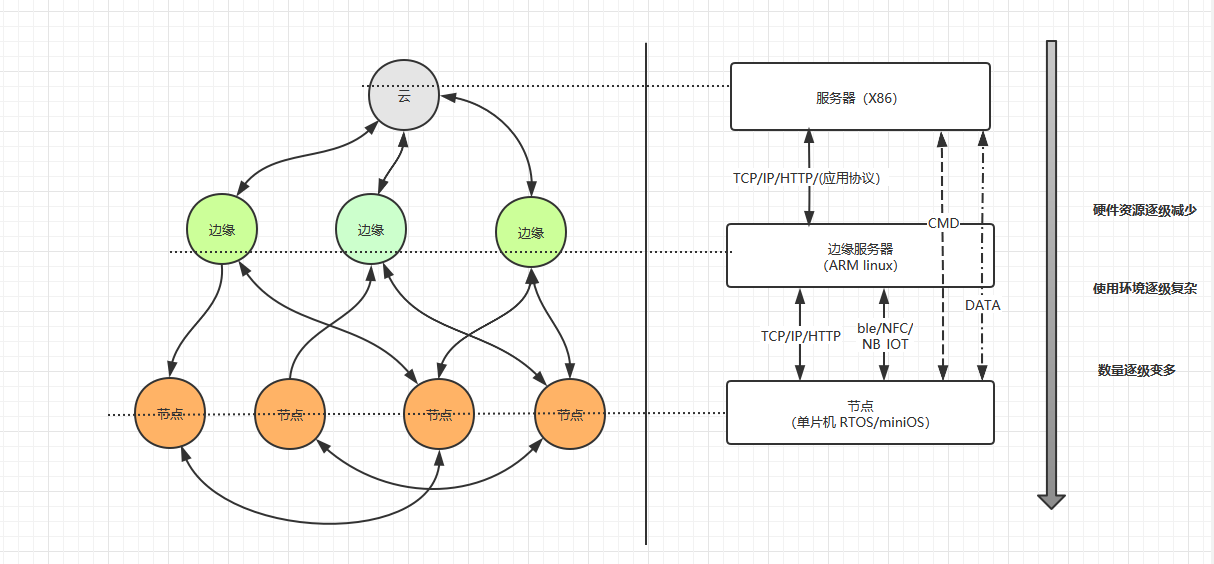 云
边缘
边缘
边缘
节点
节点
节点
节点
服务器（X86）
TCP/IP/HTTP/(应用协议）
CMD
边缘服务器
（ARM linux）
DATA
TCP/IP/HTTP
ble/NFC/
NB IOT
节点
（单片机 RTOS/miniOS）
硬件资源逐级减少
使用环境逐级复杂
数量逐级变多